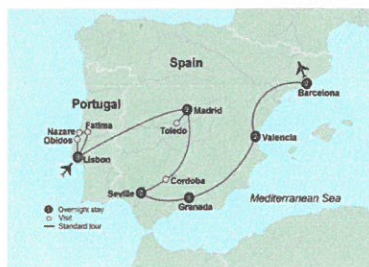 Spain
Portugal
Barcelona
Madrid
Fatima
Toledo
Nazare
Obidos
Valencia
Lisbon
Cordoba
Seville
Granada
Mediterranean Sea
Overnight stay
Visit
Standard tour